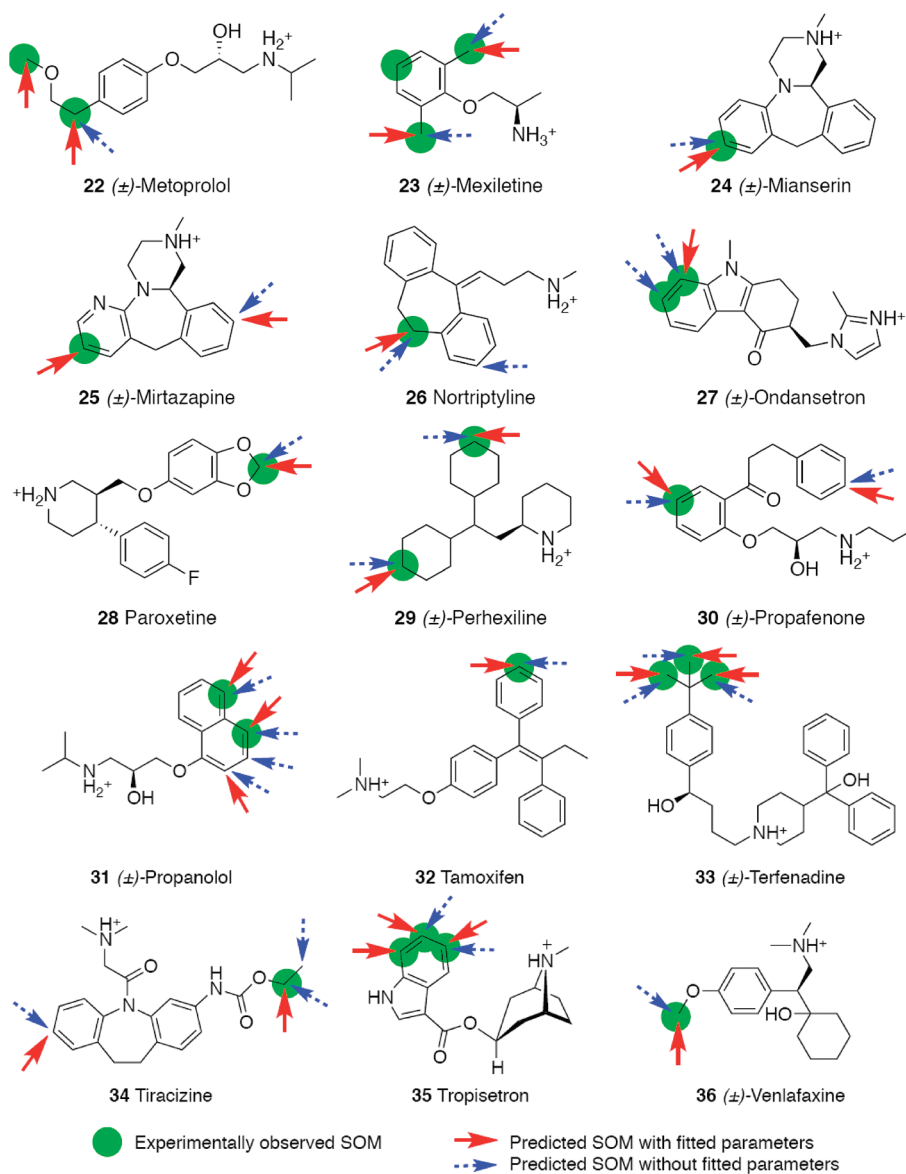 OH
H₂⁺
O
N
O
22 (±)-Metoprolol
O
NH₃⁺
23 (±)-Mexiletine
NH⁺
N
24 (±)-Mianserin
NH⁺
N
N
25 (±)-Mirtazapine
N
H₂⁺
26 Nortriptyline
N
N
NH⁺
N
O
27 (±)-Ondansetron
O
⁺H₂N
O
O
F
28 Paroxetine
N
H₂⁺
29 (±)-Perhexiline
O
O
N
H₂⁺
OH
30 (±)-Propafenone
N
H₂⁺
O
OH
31 (±)-Propanolol
NH⁺
O
32 Tamoxifen
OH
HO
NH⁺
33 (±)-Terfenadine
H⁺
N
O
H
N
O
N
O
34 Tiracizine
+
HN
HN
O
O
H
35 Tropisetron
NH⁺
O
HO
36 (±)-Venlafaxine
Experimentally observed SOM
Predicted SOM with fitted parameters
Predicted SOM without fitted parameters